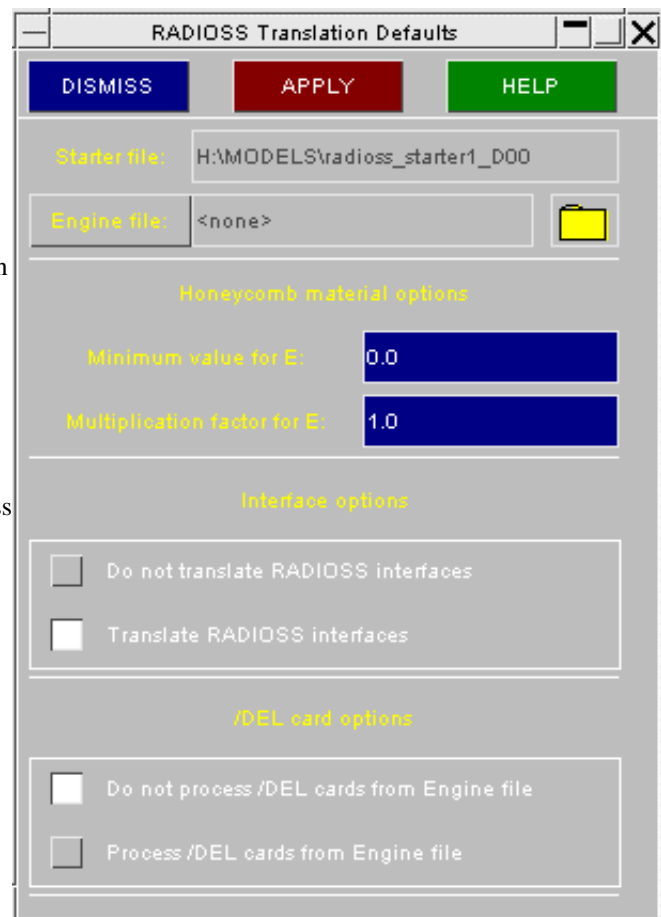 RADIOSS Translation Defaults
DISMISS APPLY HELP
Starter file: H:\MODELS\radioss_starter1_D00
Engine file: <none>
Honeycomb material options
Minimum value for E: 0.0
Multiplication factor for E: 1.0
Interface options
Do not translate RADIOSS interfaces
Translate RADIOSS interfaces
/DEL card options
Do not process /DEL cards from Engine file
Process /DEL cards from Engine file